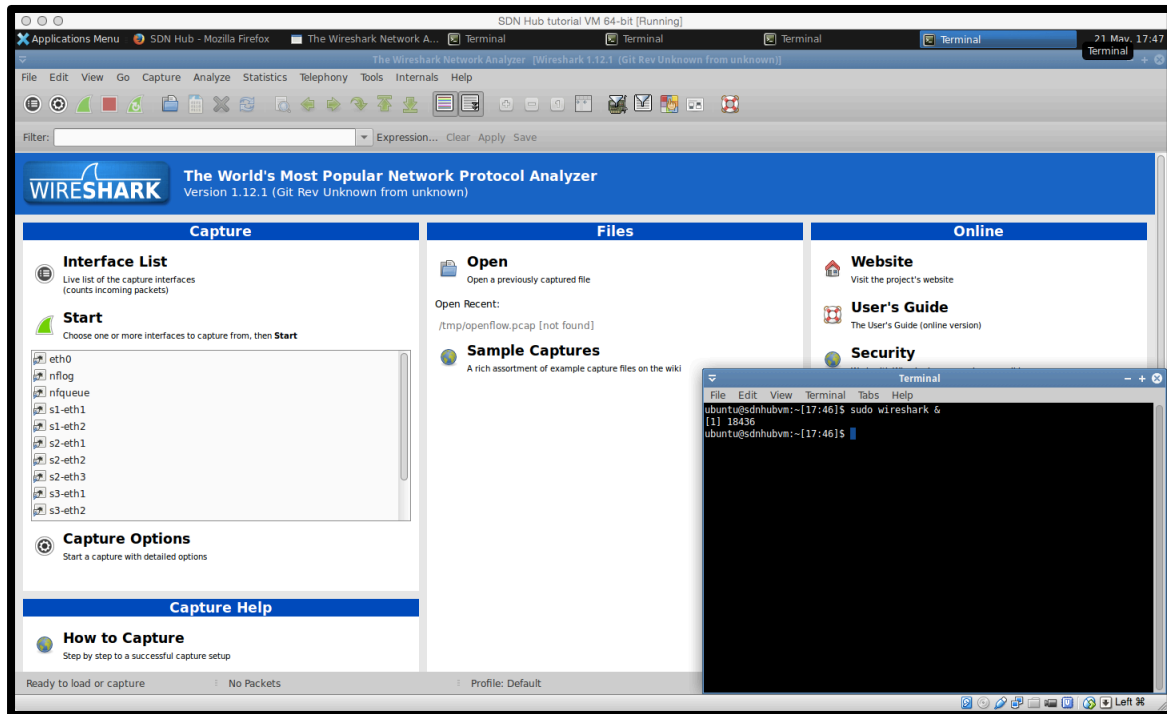 SDN Hub tutorial VM 64-bit [Running]
Applications Menu SDN Hub - Mozilla Firefox The Wireshark Network A... Terminal Terminal Terminal Terminal 21 May, 17:47
Terminal
The Wireshark Network Analyzer [Wireshark 1.12.1 (Git Rev Unknown from unknown)]
File Edit View Go Capture Analyze Statistics Telephony Tools Internals Help
Filter: Expression... Clear Apply Save
WIRESHARK
The World's Most Popular Network Protocol Analyzer
Version 1.12.1 (Git Rev Unknown from unknown)
Capture
Interface List
Live list of the capture interfaces
(counts incoming packets)
Start
Choose one or more interfaces to capture from, then Start
eth0
nflog
nfqueue
s1-eth1
s1-eth2
s2-eth1
s2-eth2
s2-eth3
s3-eth1
s3-eth2
Capture Options
Start a capture with detailed options
Capture Help
How to Capture
Step by step to a successful capture setup
Files
Open
Open a previously captured file
Open Recent:
/tmp/openflow.pcap [not found]
Sample Captures
A rich assortment of example capture files on the wiki
Online
Website
Visit the project's website
User's Guide
The User's Guide (online version)
Security
Terminal
File Edit View Terminal Tabs Help
ubuntu@sdnhubvm:~[17:46]$ sudo wireshark &
[1] 18436
ubuntu@sdnhubvm:~[17:46]$
Ready to load or capture No Packets Profile: Default
Left ⌘